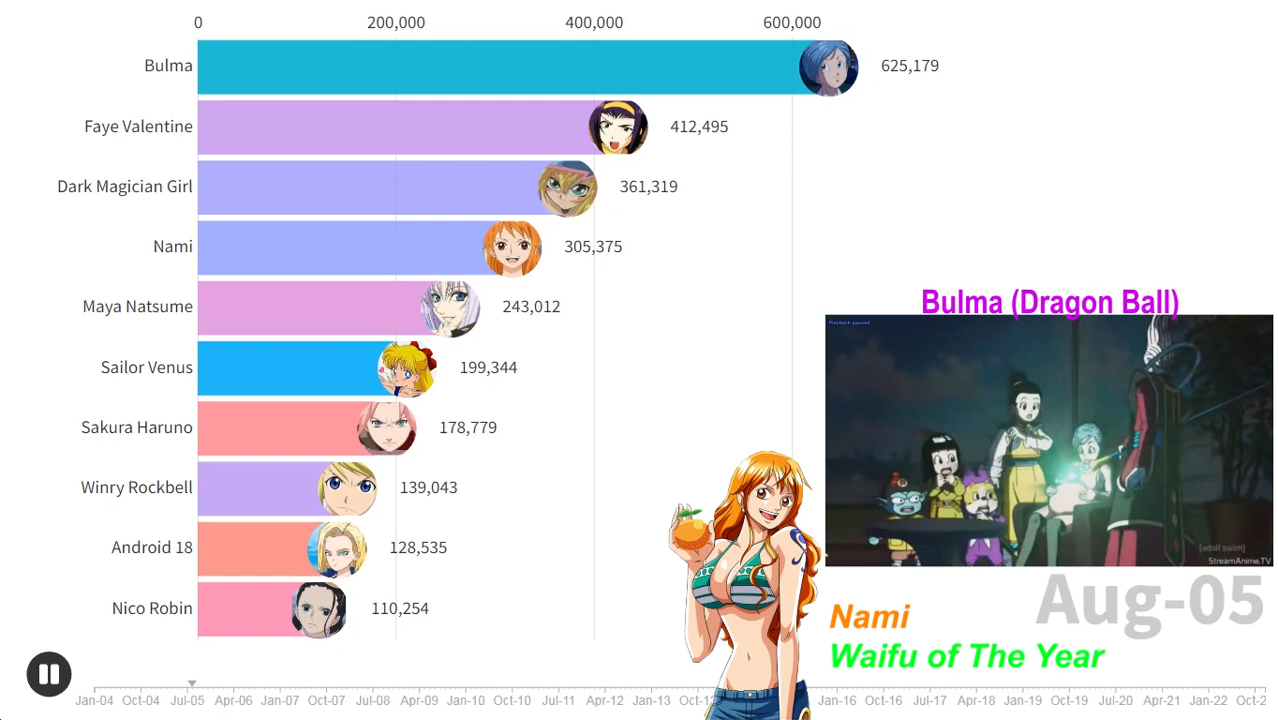 0 200,000 400,000 600,000
Bulma 625,179
Faye Valentine 412,495
Dark Magician Girl 361,319
Nami 305,375
Maya Natsume 243,012
Sailor Venus 199,344
Sakura Haruno 178,779
Winry Rockbell 139,043
Android 18 128,535
Nico Robin 110,254
Bulma (Dragon Ball)
Playback paused
[adult swim]
StreamAnime.TV
Aug-05
Nami
Waifu of The Year
Jan-04 Oct-04 Jul-05 Apr-06 Jan-07 Oct-07 Jul-08 Apr-09 Jan-10 Oct-10 Jul-11 Apr-12 Jan-13 Oct-1 Jan-16 Oct-16 Jul-17 Apr-18 Jan-19 Oct-19 Jul-20 Apr-21 Jan-22 Oct-2